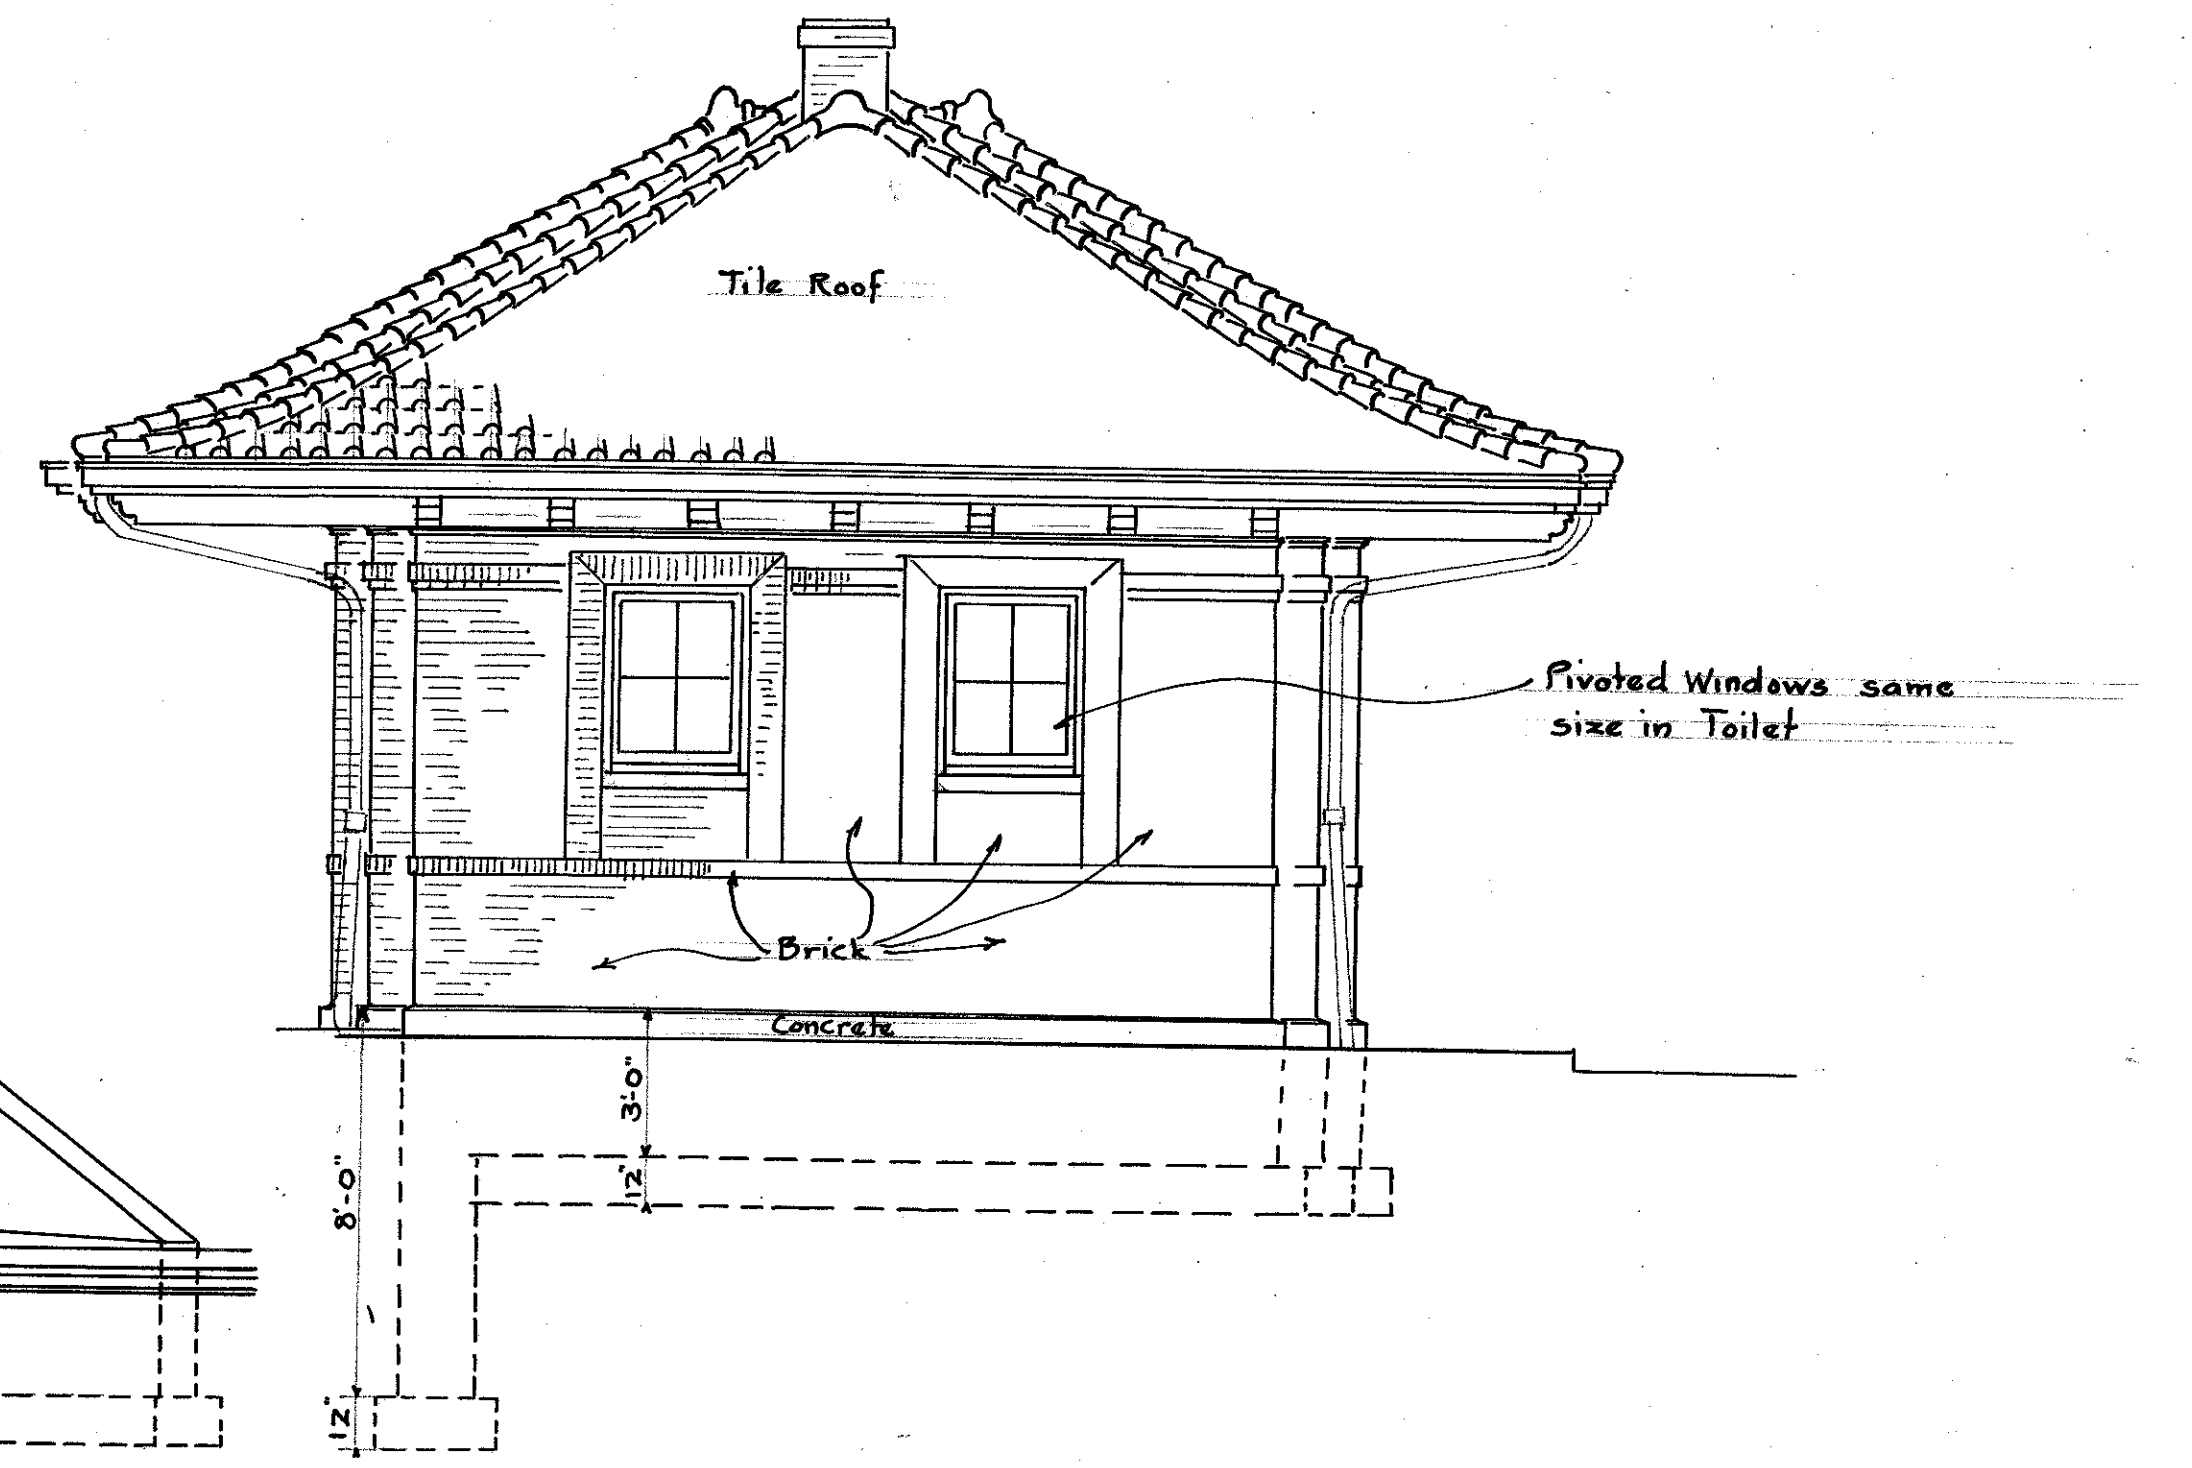 Tile Roof
Pivoted Windows same
size in Toilet
Brick
Concrete
3'-0"
12"
8'-0"
12"